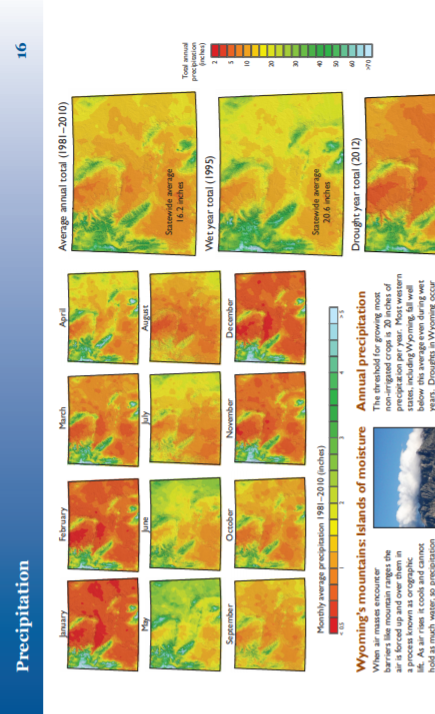 Precipitation
16
January
February
March
April
May
June
July
August
September
October
November
December
Monthly average precipitation 1981–2010 (inches)
< 0.5
1
2
3
4
> 5
Average annual total (1981–2010)
Statewide average
16.2 inches
Wet year total (1995)
Statewide average
20.6 inches
Drought year total (2012)
Total annual
precipitation
(inches)
2
5
10
20
30
40
50
60
>70
Wyoming's mountains: Islands of moisture
When air masses encounter
barriers like mountain ranges the
air is forced up and over them in
a process known as orographic
lift. As air rises it cools and cannot
hold as much water, so precipitation
Annual precipitation
The threshold for growing most
non-irrigated crops is 20 inches of
precipitation per year. Most western
states, including Wyoming, fall well
below this average even during wet
years. Droughts in Wyoming occur